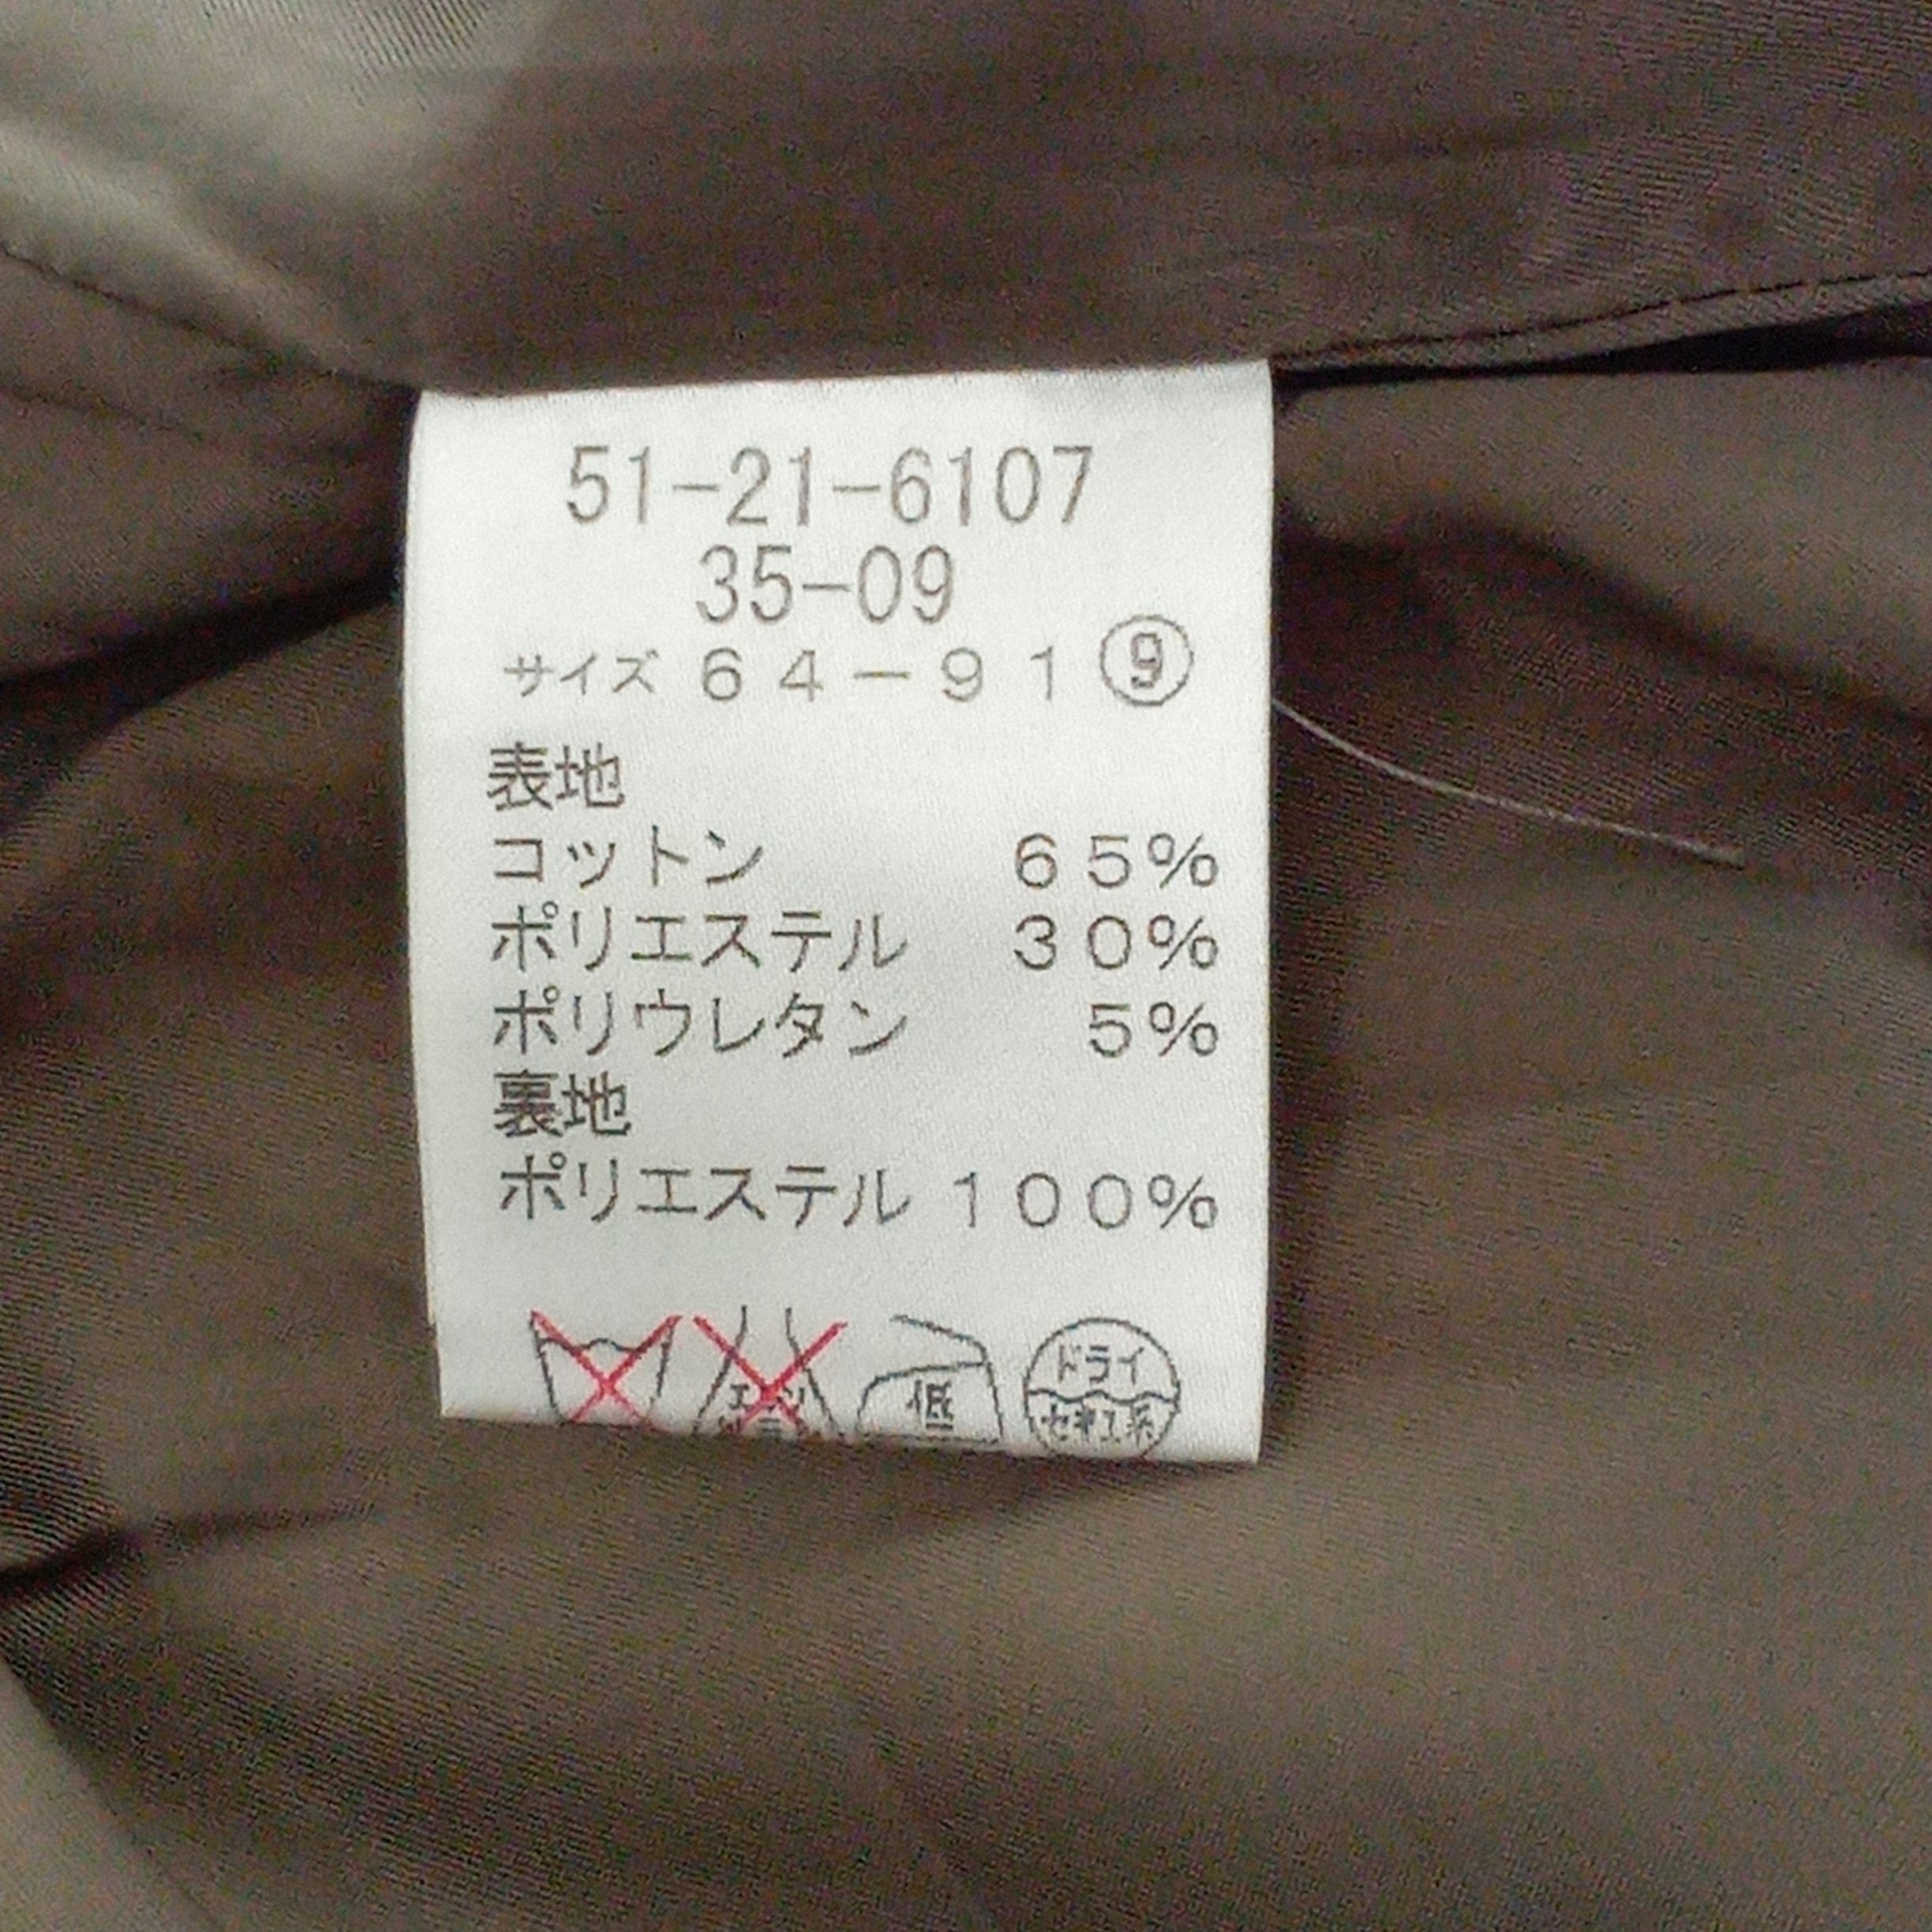 51-21-6107
35-09
サイズ 64-91 ⑨
表地
コットン 65%
ポリエステル 30%
ポリウレタン 5%
裏地
ポリエステル 100%
低
ドライ
セキユ系